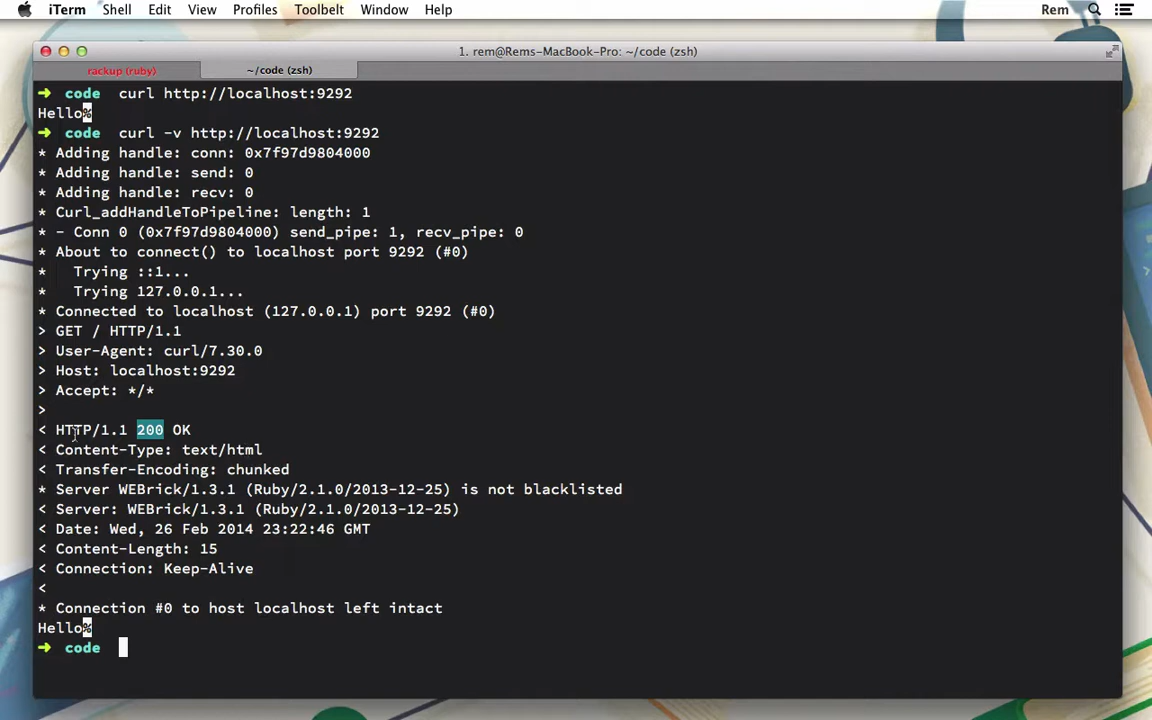 iTerm Shell Edit View Profiles Toolbelt Window Help Rem
1. rem@Rems-MacBook-Pro: ~/code (zsh)
rackup (ruby) ~/code (zsh)
➜ code curl http://localhost:9292
Hello%
➜ code curl -v http://localhost:9292
* Adding handle: conn: 0x7f97d9804000
* Adding handle: send: 0
* Adding handle: recv: 0
* Curl_addHandleToPipeline: length: 1
* - Conn 0 (0x7f97d9804000) send_pipe: 1, recv_pipe: 0
* About to connect() to localhost port 9292 (#0)
*   Trying ::1...
*   Trying 127.0.0.1...
* Connected to localhost (127.0.0.1) port 9292 (#0)
> GET / HTTP/1.1
> User-Agent: curl/7.30.0
> Host: localhost:9292
> Accept: */*
>
< HTTP/1.1 200 OK
< Content-Type: text/html
< Transfer-Encoding: chunked
* Server WEBrick/1.3.1 (Ruby/2.1.0/2013-12-25) is not blacklisted
< Server: WEBrick/1.3.1 (Ruby/2.1.0/2013-12-25)
< Date: Wed, 26 Feb 2014 23:22:46 GMT
< Content-Length: 15
< Connection: Keep-Alive
<
* Connection #0 to host localhost left intact
Hello%
➜ code